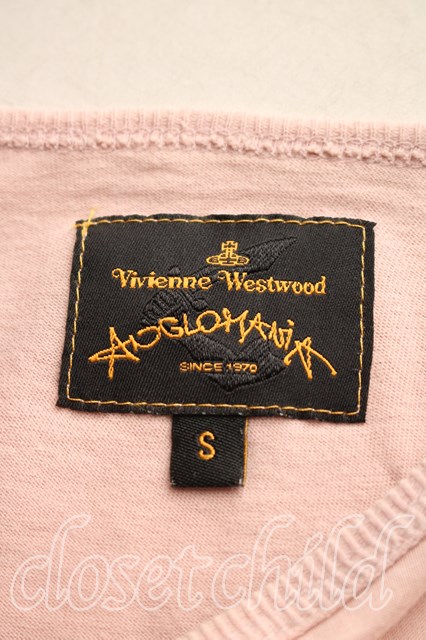 Vivienne Westwood
ANGLOMANIA
SINCE 1970
S
closet child